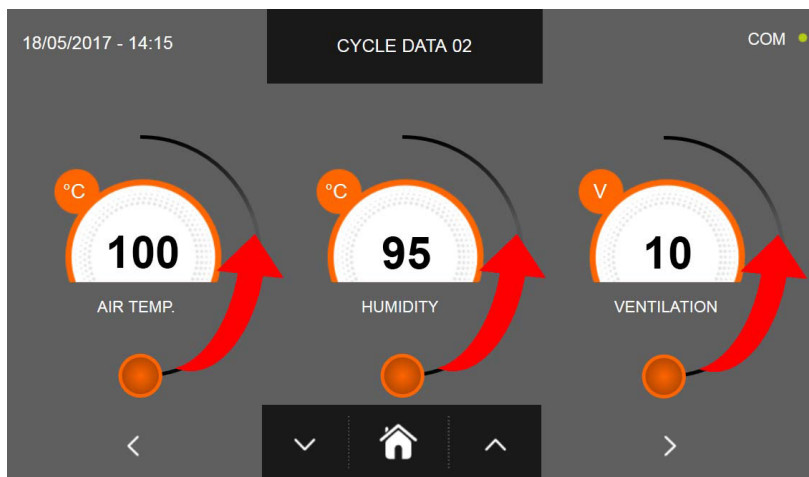 18/05/2017 - 14:15
CYCLE DATA 02
COM
°C
°C
V
100
95
10
AIR TEMP.
HUMIDITY
VENTILATION